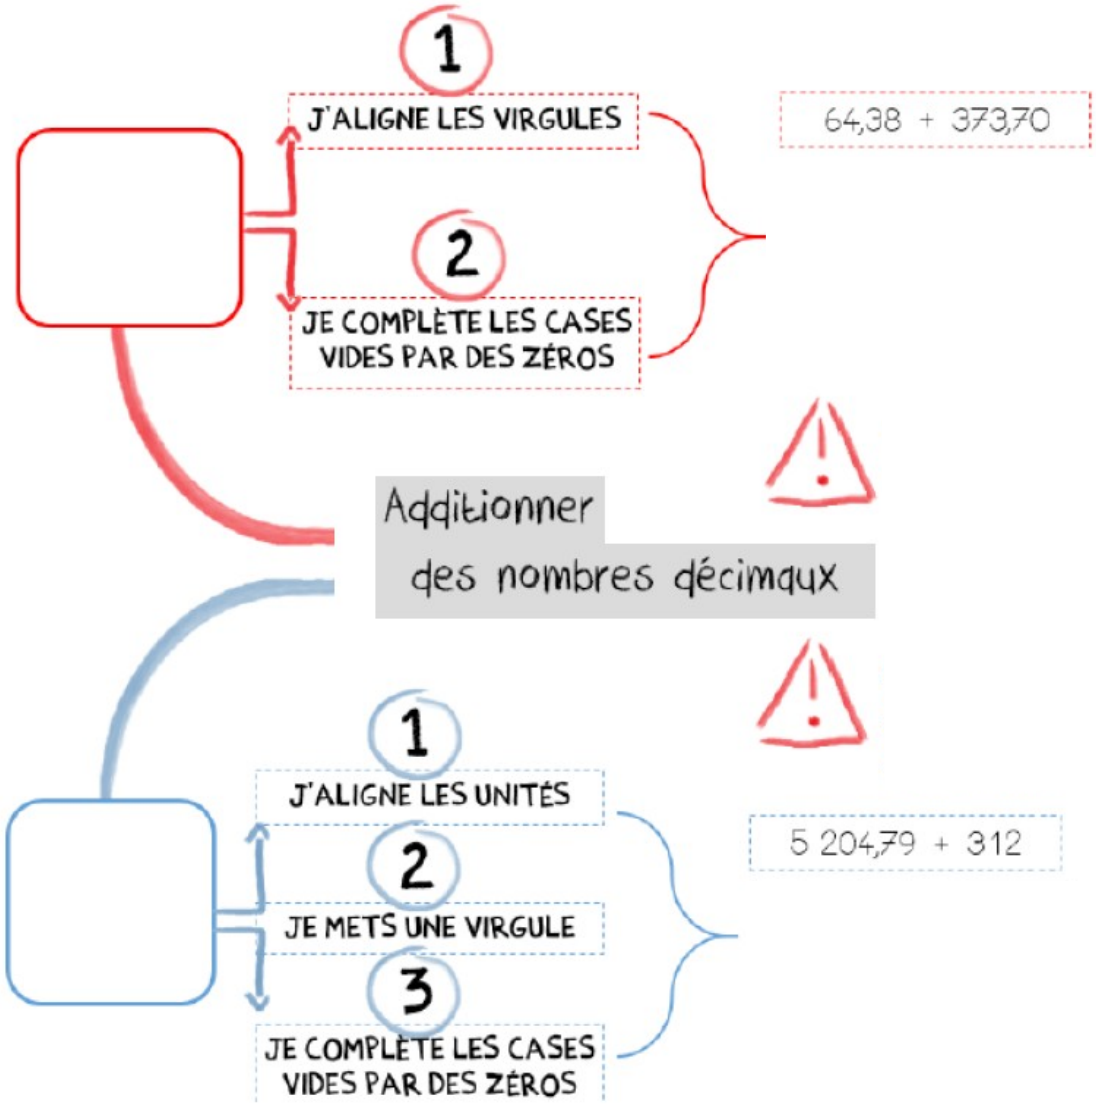 1
J'ALIGNE LES VIRGULES
64,38 + 373,70
2
JE COMPLÈTE LES CASES
VIDES PAR DES ZÉROS
!
Additionner
des nombres décimaux
!
1
J'ALIGNE LES UNITÉS
5 204,79 + 312
2
JE METS UNE VIRGULE
3
JE COMPLÈTE LES CASES
VIDES PAR DES ZÉROS